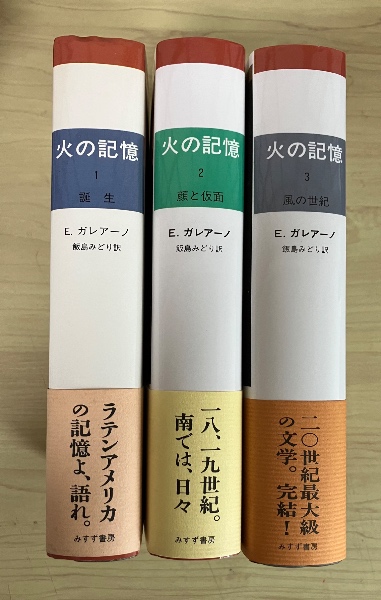 火の記憶
1
誕生
E. ガレアーノ
飯島みどり訳
ラテンアメリカ
の記憶よ、語れ。
みすず書房
火の記憶
2
顔と仮面
E. ガレアーノ
飯島みどり訳
一八、一九世紀。
南では、日々
みすず書房
火の記憶
3
風の世紀
E. ガレアーノ
飯島みどり訳
二〇世紀最大級
の文学。完結！
みすず書房